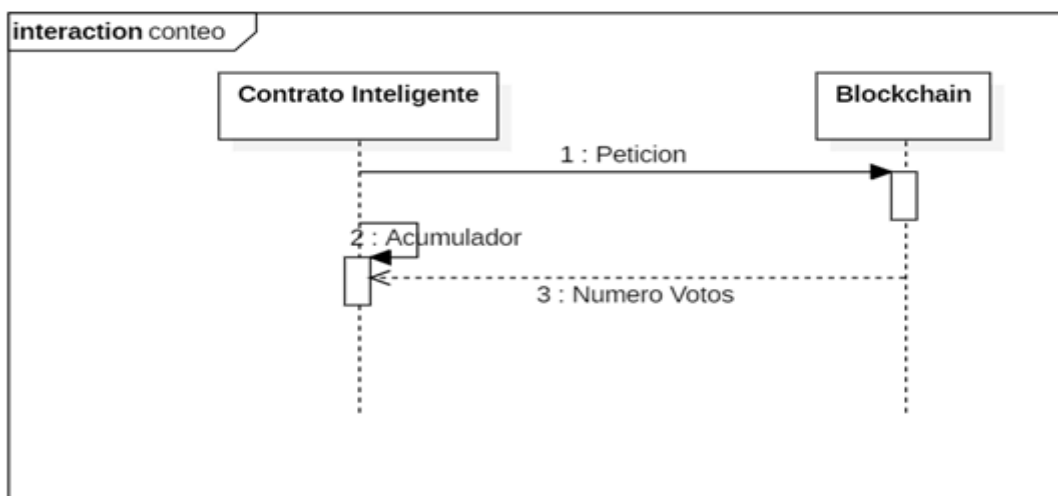 interaction conteo
Contrato Inteligente
Blockchain
1 : Peticion
2 : Acumulador
3 : Numero Votos